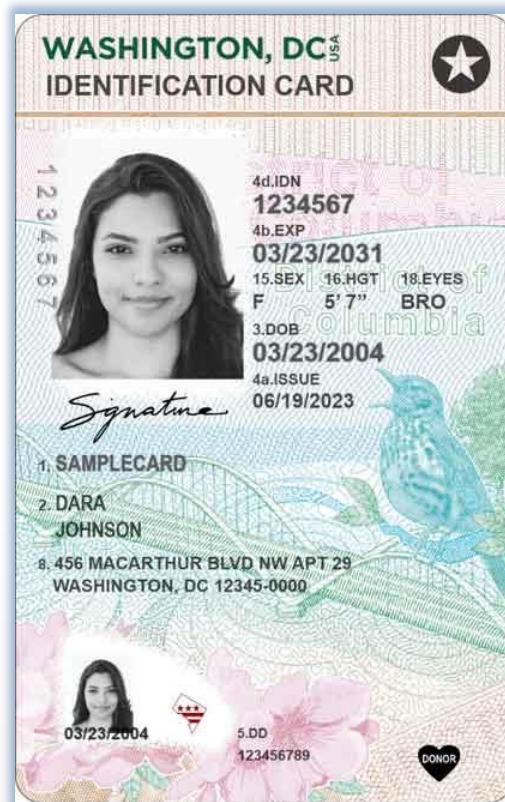 WASHINGTON, DC USA
IDENTIFICATION CARD
1234567
4d.IDN
1234567
4b.EXP
03/23/2031
15.SEX 16.HGT 18.EYES
F 5' 7" BRO
3.DOB
03/23/2004
4a.ISSUE
06/19/2023
District of
Columbia
Signature
1. SAMPLECARD
2. DARA
JOHNSON
8. 456 MACARTHUR BLVD NW APT 29
WASHINGTON, DC 12345-0000
03/23/2004
5.DD
123456789
DONOR